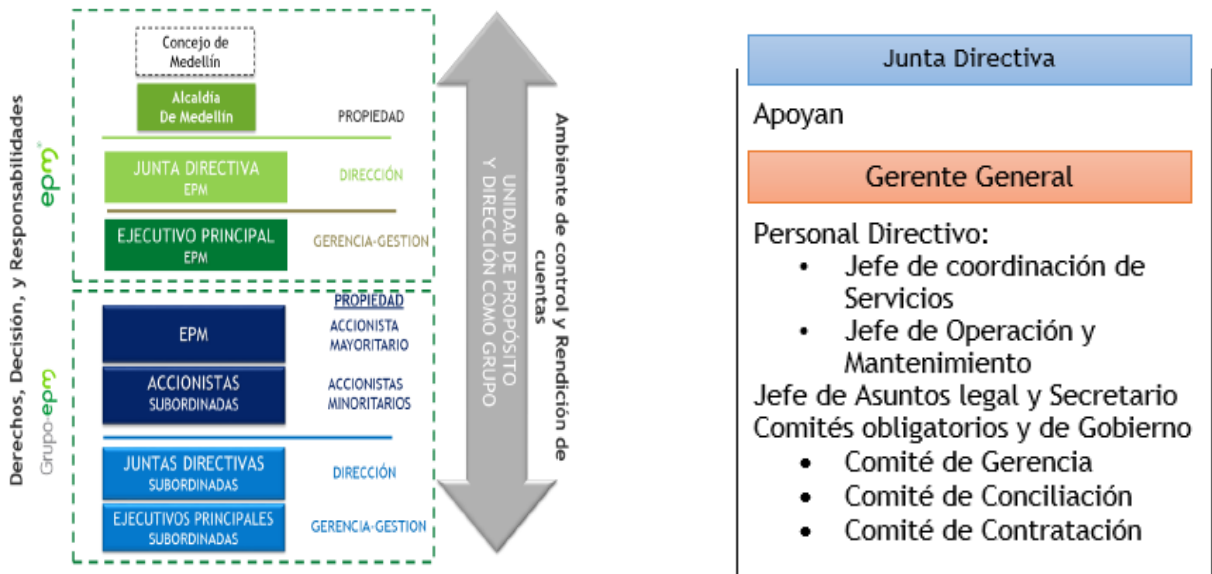 Derechos, Decisión, y Responsabilidades
epm®
Grupo-epm
Concejo de
Medellín
Alcaldía
De Medellín
PROPIEDAD
JUNTA DIRECTIVA
EPM
DIRECCIÓN
EJECUTIVO PRINCIPAL
EPM
GERENCIA-GESTION
PROPIEDAD
EPM
ACCIONISTA
MAYORITARIO
ACCIONISTAS
SUBORDINADAS
ACCIONISTAS
MINORITARIOS
JUNTAS DIRECTIVAS
SUBORDINADAS
DIRECCIÓN
EJECUTIVOS PRINCIPALES
SUBORDINADAS
GERENCIA-GESTION
UNIDAD DE PROPÓSITO
Y DIRECCIÓN COMO GRUPO
Ambiente de control y Rendición de
cuentas
Junta Directiva
Apoyan
Gerente General
Personal Directivo:
• Jefe de coordinación de
Servicios
• Jefe de Operación y
Mantenimiento
Jefe de Asuntos legal y Secretario
Comités obligatorios y de Gobierno
• Comité de Gerencia
• Comité de Conciliación
• Comité de Contratación